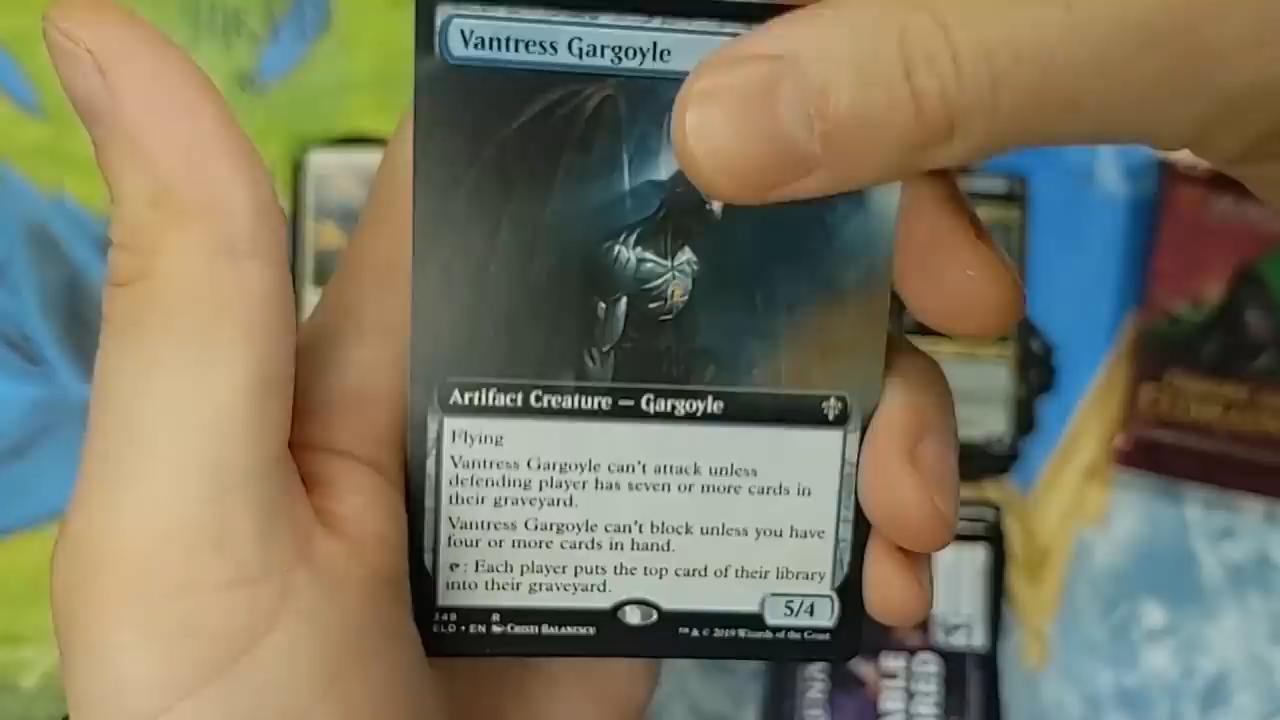 Vantress Gargoyle
Artifact Creature — Gargoyle
Flying
Vantress Gargoyle can't attack unless
defending player has seven or more cards in
their graveyard.
Vantress Gargoyle can't block unless you have
four or more cards in hand.
: Each player puts the top card of their library
into their graveyard.
5/4
349 R
ELD • EN CRISTI BALANESCU
™ & © 2019 Wizards of the Coast